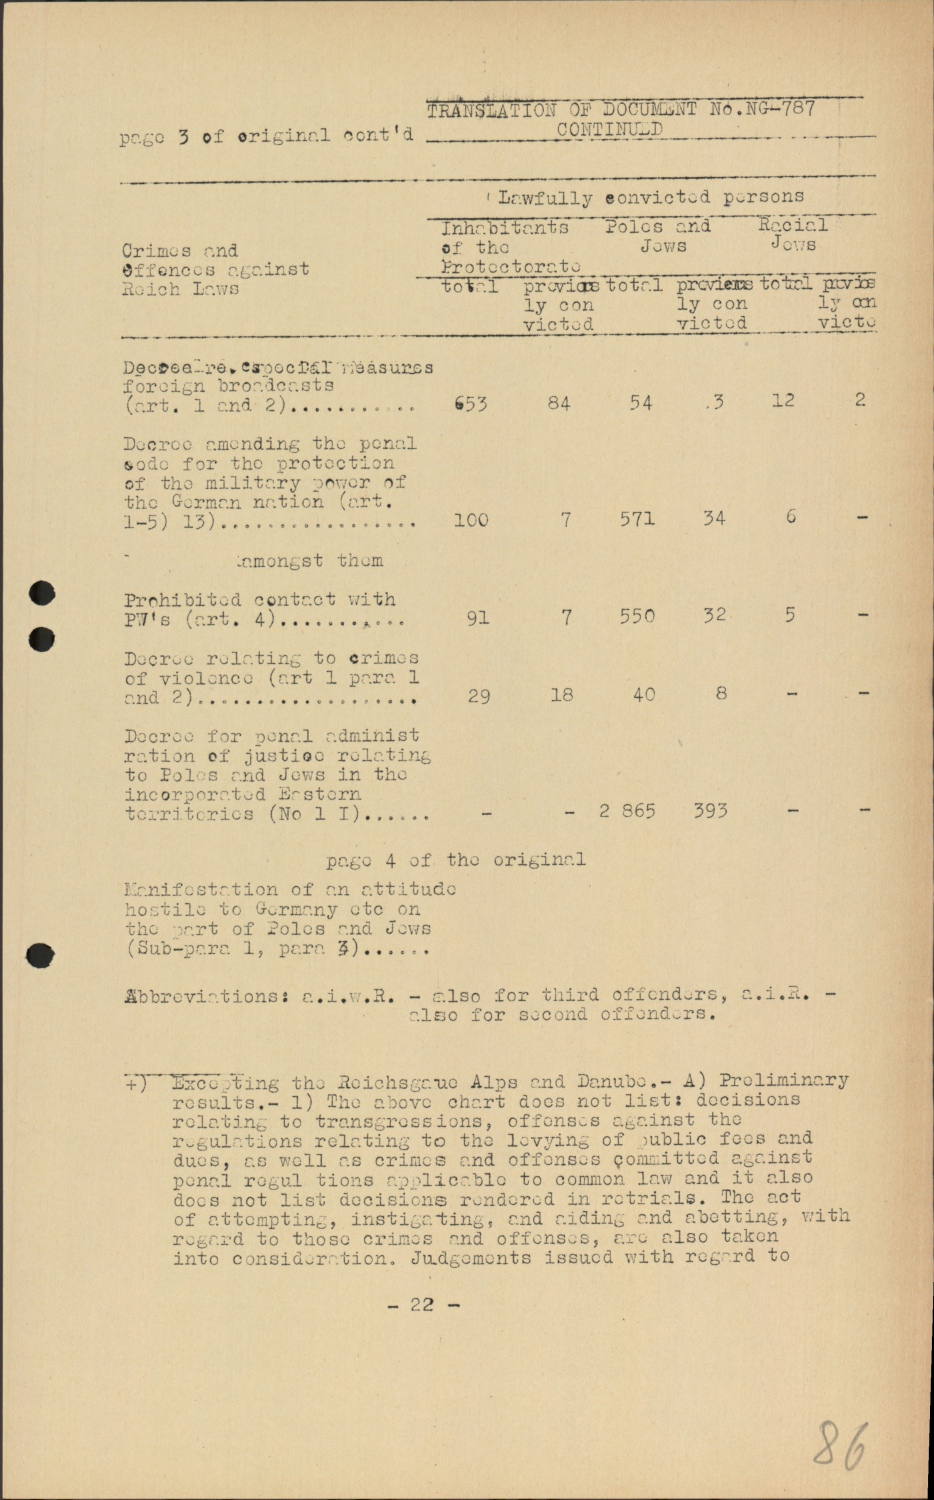 TRANSLATION OF DOCUMENT No.NG-787
CONTINUED
page 3 of original cont'd
Lawfully convicted persons
Inhabitants Poles and Racial
of the Jews Jews
Protectorate
Crimes and
Offences against
Reich Laws
total previous total previous total
ly con ly con ly con
victed victed victe
Decree re. especial measures
foreign broadcasts
(art. 1 and 2)........... 653 84 54 .3 12 2
Decree amending the penal
code for the protection
of the military power of
the German nation (art.
1-5) 13)................. 100 7 571 34 6 -
amongst them
Prohibited contact with
PW's (art. 4)........... 91 7 550 32 5 -
Decree relating to crimes
of violence (art 1 para 1
and 2)................... 29 18 40 8 - -
Decree for penal administ
ration of justice relating
to Poles and Jews in the
incorporated Eastern
territories (No 1 I)...... - - 2 865 393 - -
page 4 of the original
Manifestation of an attitude
hostile to Germany etc on
the part of Poles and Jews
(Sub-para 1, para 3)......
Abbreviations: a.i.w.R. - also for third offenders, a.i.R. -
also for second offenders.
+) Excepting the Reichsgaue Alps and Danube.- A) Preliminary
results.- 1) The above chart does not list: decisions
relating to transgressions, offenses against the
regulations relating to the levying of public fees and
dues, as well as crimes and offenses committed against
penal regul tions applicable to common law and it also
does not list decisions rendered in retrials. The act
of attempting, instigating, and aiding and abetting, with
regard to those crimes and offenses, are also taken
into consideration. Judgements issued with regard to
- 22 -
86